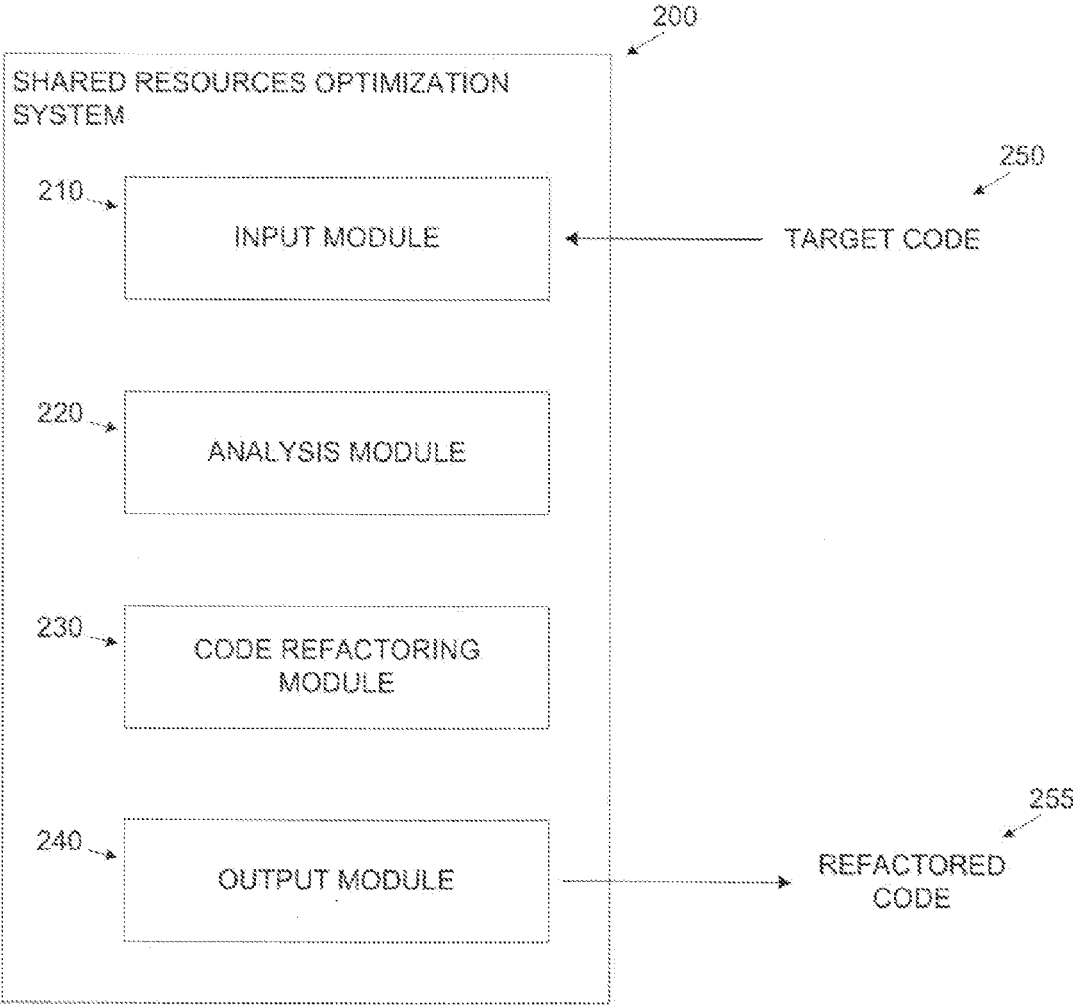 200
SHARED RESOURCES OPTIMIZATION
SYSTEM
250
210
INPUT MODULE
TARGET CODE
220
ANALYSIS MODULE
230
CODE REFACTORING
MODULE
255
240
OUTPUT MODULE
REFACTORED
CODE